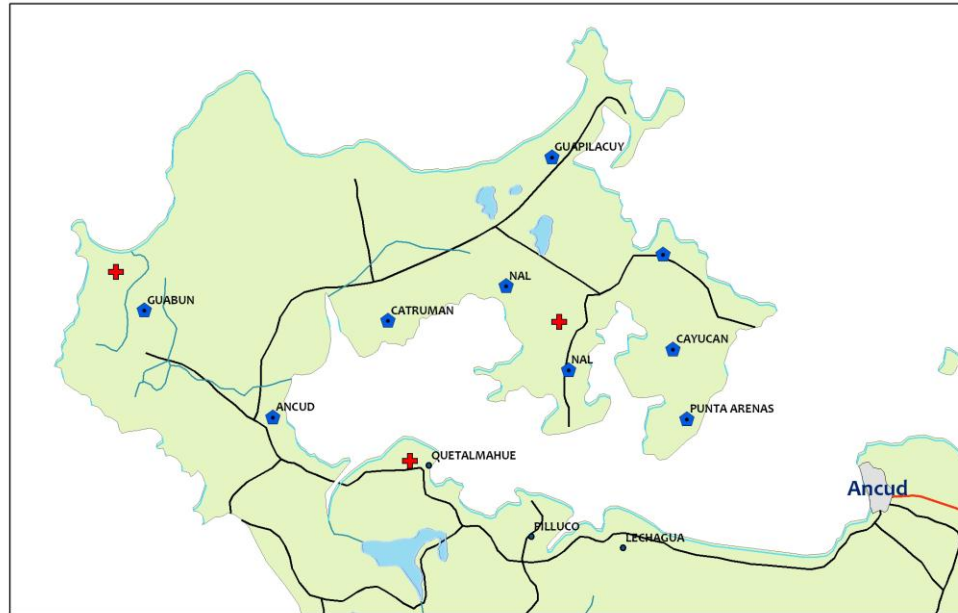 GUAPILACUY
NAL
GUABUN
CATRUMAN
CAYUCAN
NAL
ANCUD
PUNTA ARENAS
QUETALMAHUE
Ancud
PILLUCO
LECHAGUA